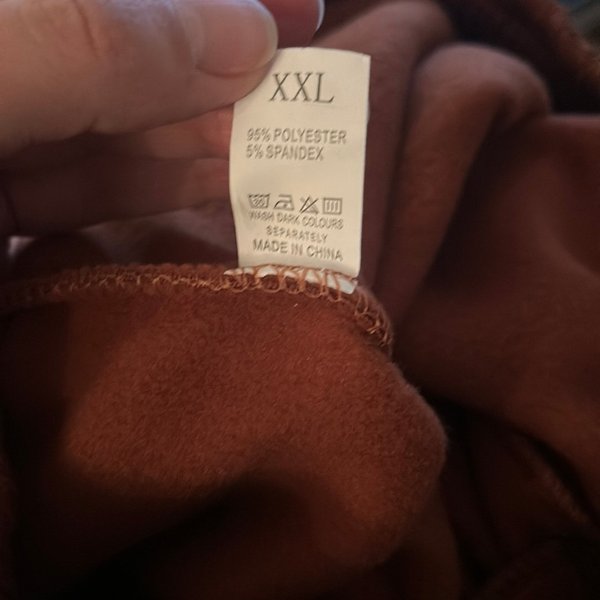 XXL
95% POLYESTER
5% SPANDEX
WASH DARK COLOURS
SEPARATELY
MADE IN CHINA